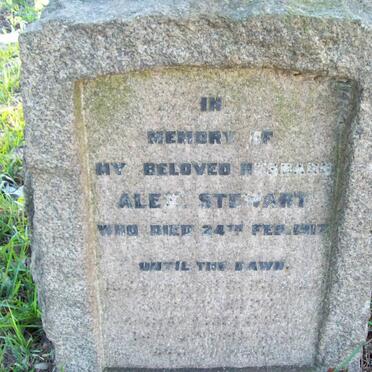 IN
MEMORY OF
MY BELOVED HUSBAND
ALEX. STEWART
WHO DIED 24TH FEB. 1917
UNTIL THE DAWN.